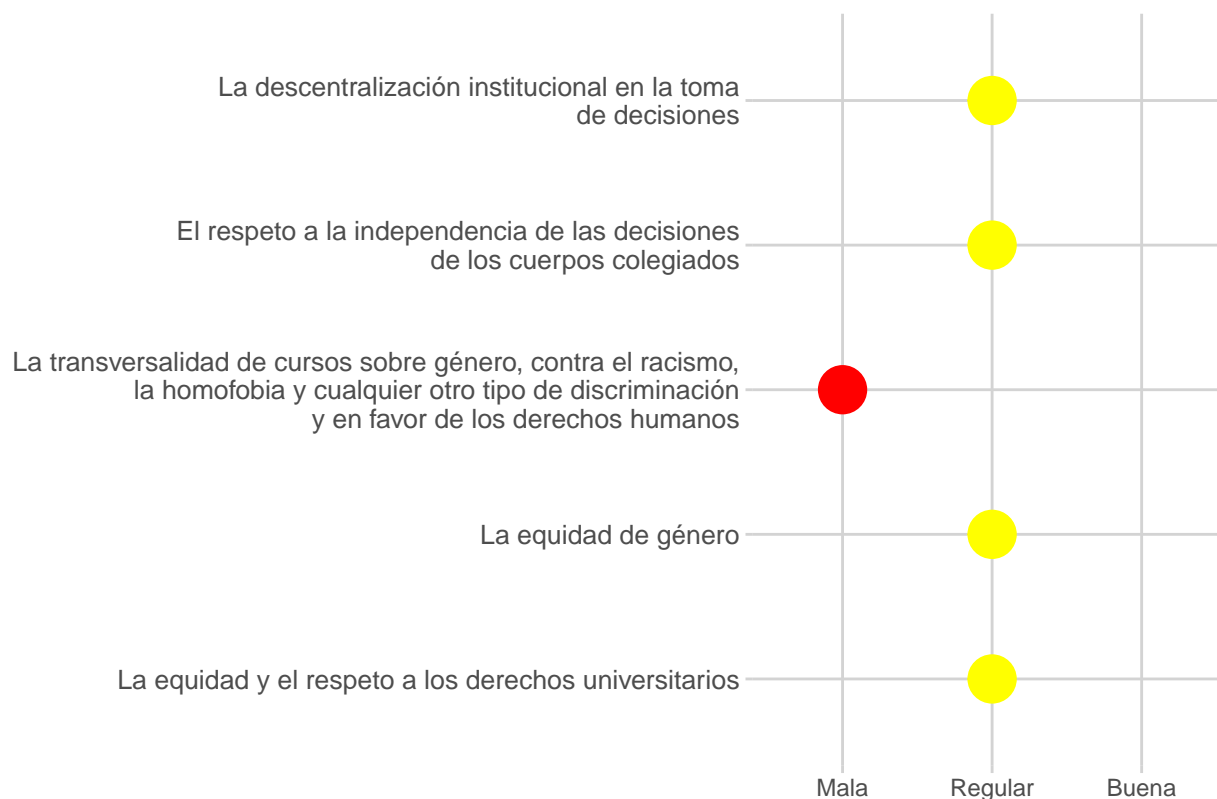 La descentralización institucional en la toma
de decisiones
El respeto a la independencia de las decisiones
de los cuerpos colegiados
La transversalidad de cursos sobre género, contra el racismo,
la homofobia y cualquier otro tipo de discriminación
y en favor de los derechos humanos
La equidad de género
La equidad y el respeto a los derechos universitarios
Mala Regular Buena